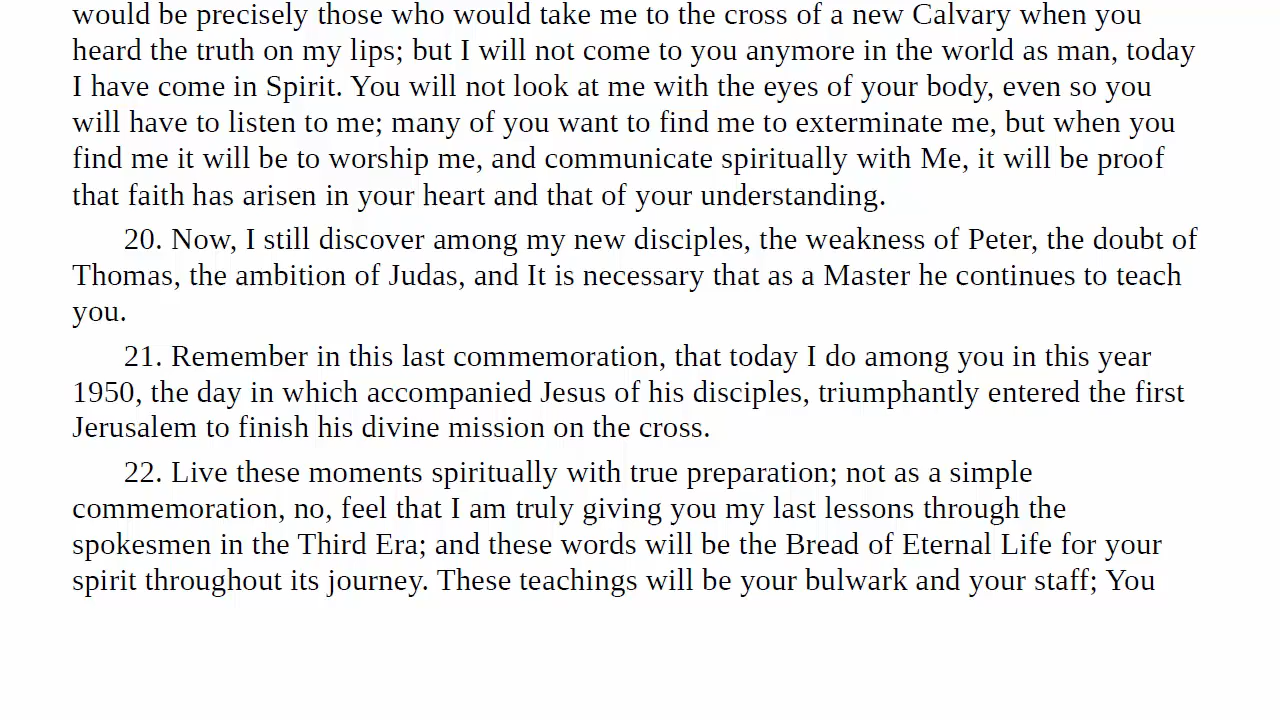 would be precisely those who would take me to the cross of a new Calvary when you
heard the truth on my lips; but I will not come to you anymore in the world as man, today
I have come in Spirit. You will not look at me with the eyes of your body, even so you
will have to listen to me; many of you want to find me to exterminate me, but when you
find me it will be to worship me, and communicate spiritually with Me, it will be proof
that faith has arisen in your heart and that of your understanding.
20. Now, I still discover among my new disciples, the weakness of Peter, the doubt of
Thomas, the ambition of Judas, and It is necessary that as a Master he continues to teach
you.
21. Remember in this last commemoration, that today I do among you in this year
1950, the day in which accompanied Jesus of his disciples, triumphantly entered the first
Jerusalem to finish his divine mission on the cross.
22. Live these moments spiritually with true preparation; not as a simple
commemoration, no, feel that I am truly giving you my last lessons through the
spokesmen in the Third Era; and these words will be the Bread of Eternal Life for your
spirit throughout its journey. These teachings will be your bulwark and your staff; You